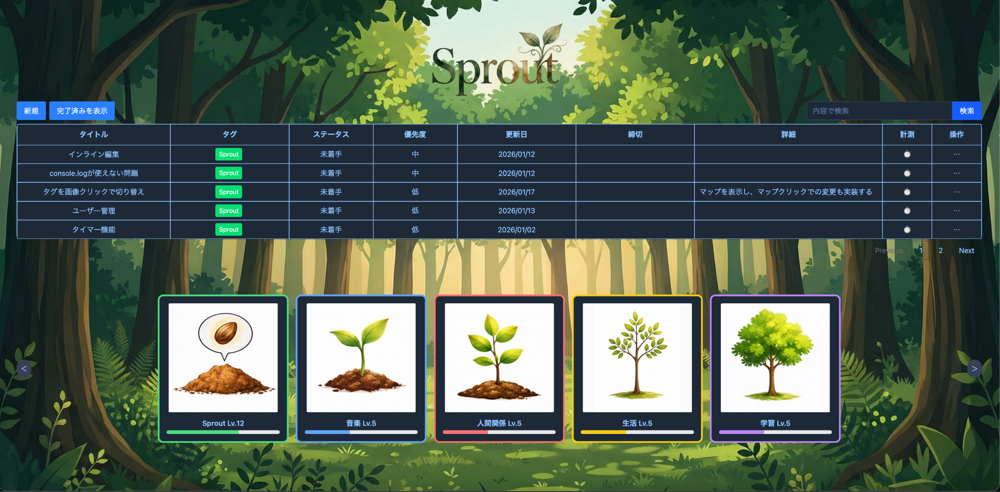 Sprout
新規 完了済みを表示 内容で検索 検索
タイトル タグ ステータス 優先度 更新日 締切 詳細 計測 操作
インライン編集 Sprout 未着手 中 2026/01/12 ...
console.logが使えない問題 Sprout 未着手 中 2026/01/12 ...
タグを画像クリックで切り替え Sprout 未着手 低 2026/01/17 マップを表示し、マップクリックでの変更も実装する ...
ユーザー管理 Sprout 未着手 低 2026/01/13 ...
タイマー機能 Sprout 未着手 低 2026/01/02 ...
Previous 1 2 Next
< >
Sprout Lv.12 音楽 Lv.5 人間関係 Lv.5 生活 Lv.5 学習 Lv.5